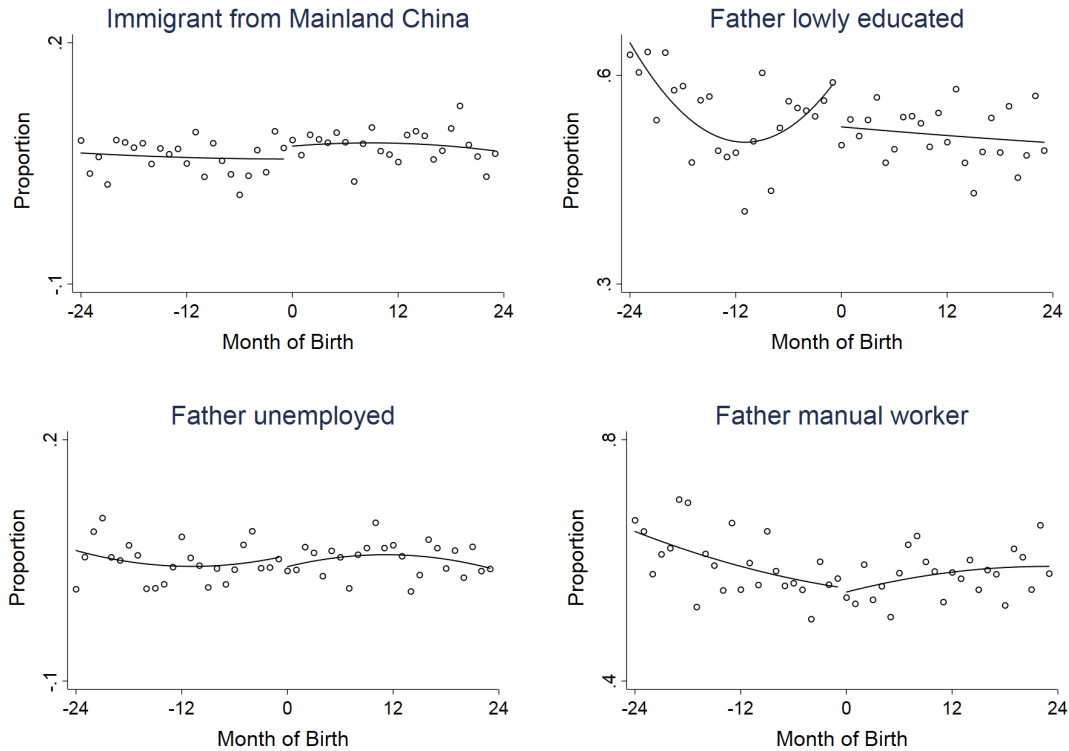 Immigrant from Mainland China
Proportion
.2
-.1
-24 -12 0 12 24
Month of Birth
Father lowly educated
Proportion
.6
.3
-24 -12 0 12 24
Month of Birth
Father unemployed
Proportion
.2
-.1
-24 -12 0 12 24
Month of Birth
Father manual worker
Proportion
.8
.4
-24 -12 0 12 24
Month of Birth